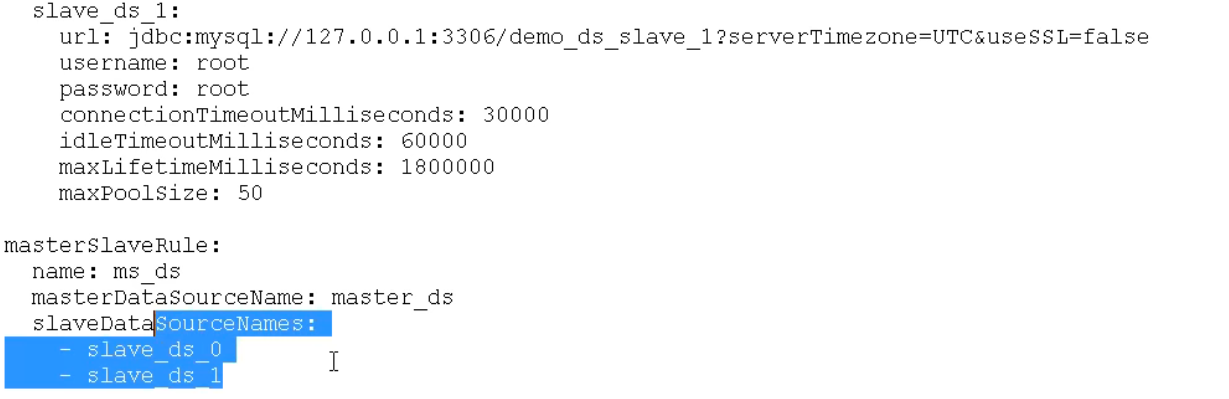 slave_ds_1:
url: jdbc:mysql://127.0.0.1:3306/demo_ds_slave_1?serverTimezone=UTC&useSSL=false
username: root
password: root
connectionTimeoutMilliseconds: 30000
idleTimeoutMilliseconds: 60000
maxLifetimeMilliseconds: 1800000
maxPoolSize: 50
masterSlaveRule:
name: ms_ds
masterDataSourceName: master_ds
slaveDataSourceNames:
- slave_ds_0
- slave_ds_1